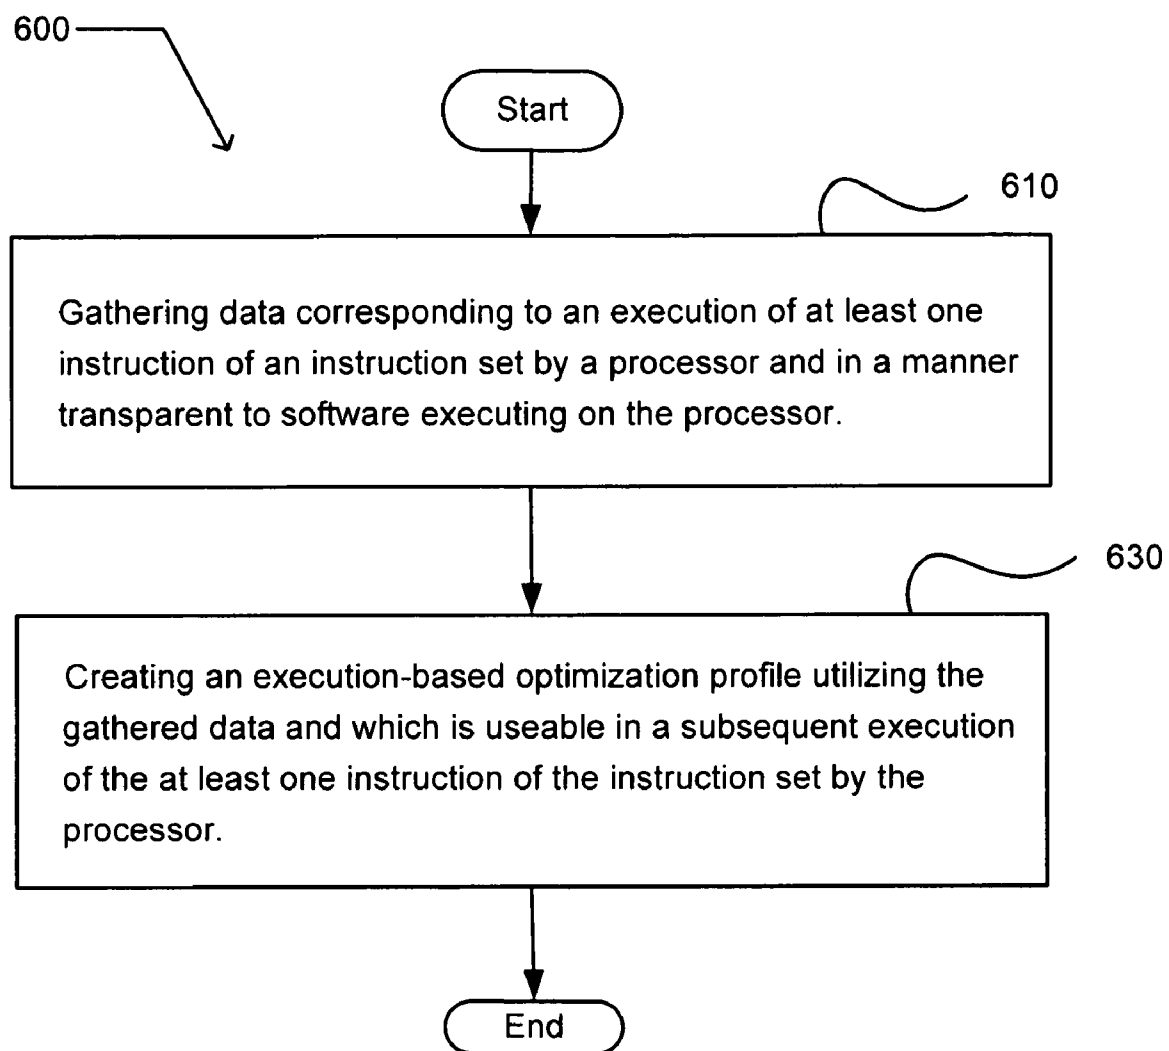 600
Start
610
Gathering data corresponding to an execution of at least one
instruction of an instruction set by a processor and in a manner
transparent to software executing on the processor.
630
Creating an execution-based optimization profile utilizing the
gathered data and which is useable in a subsequent execution
of the at least one instruction of the instruction set by the
processor.
End